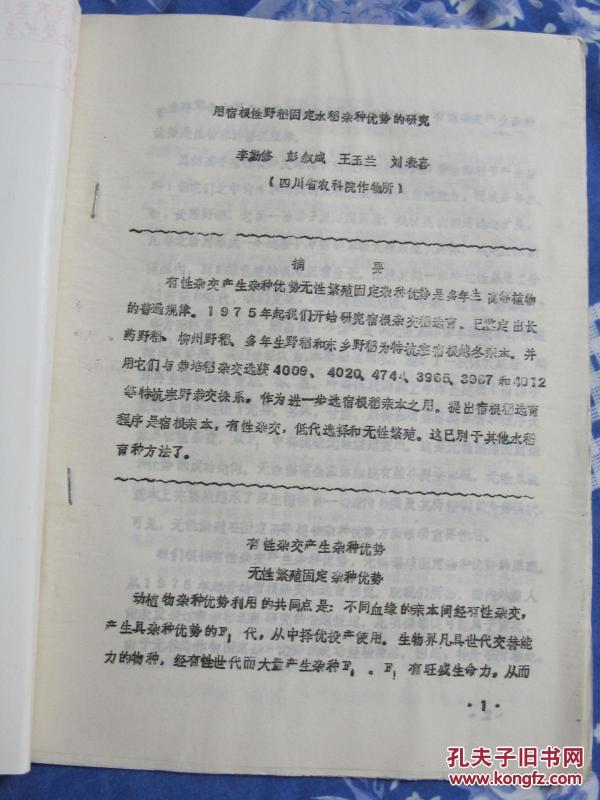 用宿根性野稻固定水稻杂种优势的研究
李勤修 彭叙咸 王玉兰 刘表喜
(四川省农科院作物所)
摘 要
有性杂交产生杂种优势无性繁殖固定杂种优势是多年生高等植物
的普遍规律。1975年起我们开始研究宿根杂交稻选育。已鉴定出长
药野稻、柳州野稻、多年生野稻和东乡野稻为特抗寒宿根越冬亲本。并
用它们与栽培稻杂交选获4009、4020、4744、3965、3967和4012
等特抗寒野栽交株系。作为进一步选宿根稻亲本之用。提出宿根稻选育
程序是宿根亲本,有性杂交,低代选择和无性繁殖。这已别于其他水稻
育种方法了。
有性杂交产生杂种优势
无性繁殖固定杂种优势
动植物杂种优势利用的共同点是:不同血缘的亲本间经有性杂交,
产生具杂种优势的F₁代,从中择优投产使用。生物界凡具世代交替能
力的物种,经有性世代而大量产生杂种F₁。F₁有旺盛生命力。从而
·1·
孔夫子旧书网
www.kongfz.com